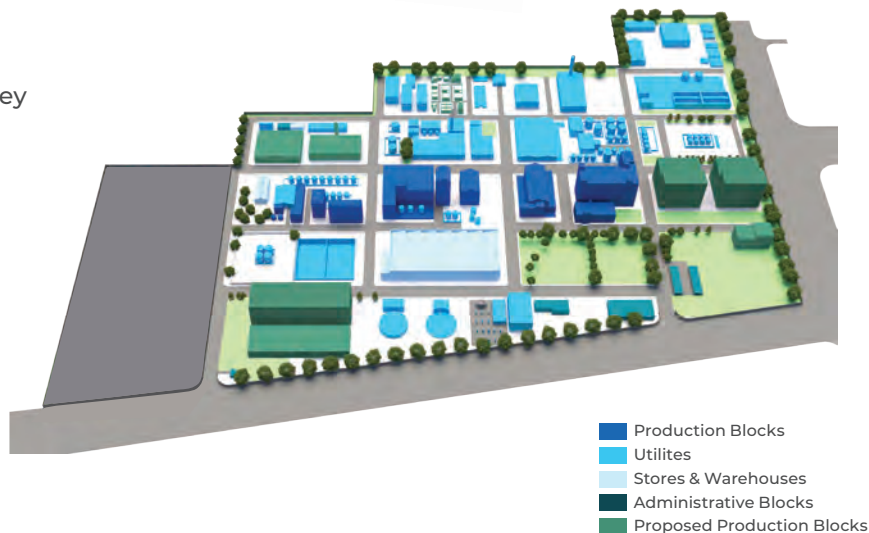 ey
Production Blocks
Utilites
Stores & Warehouses
Administrative Blocks
Proposed Production Blocks